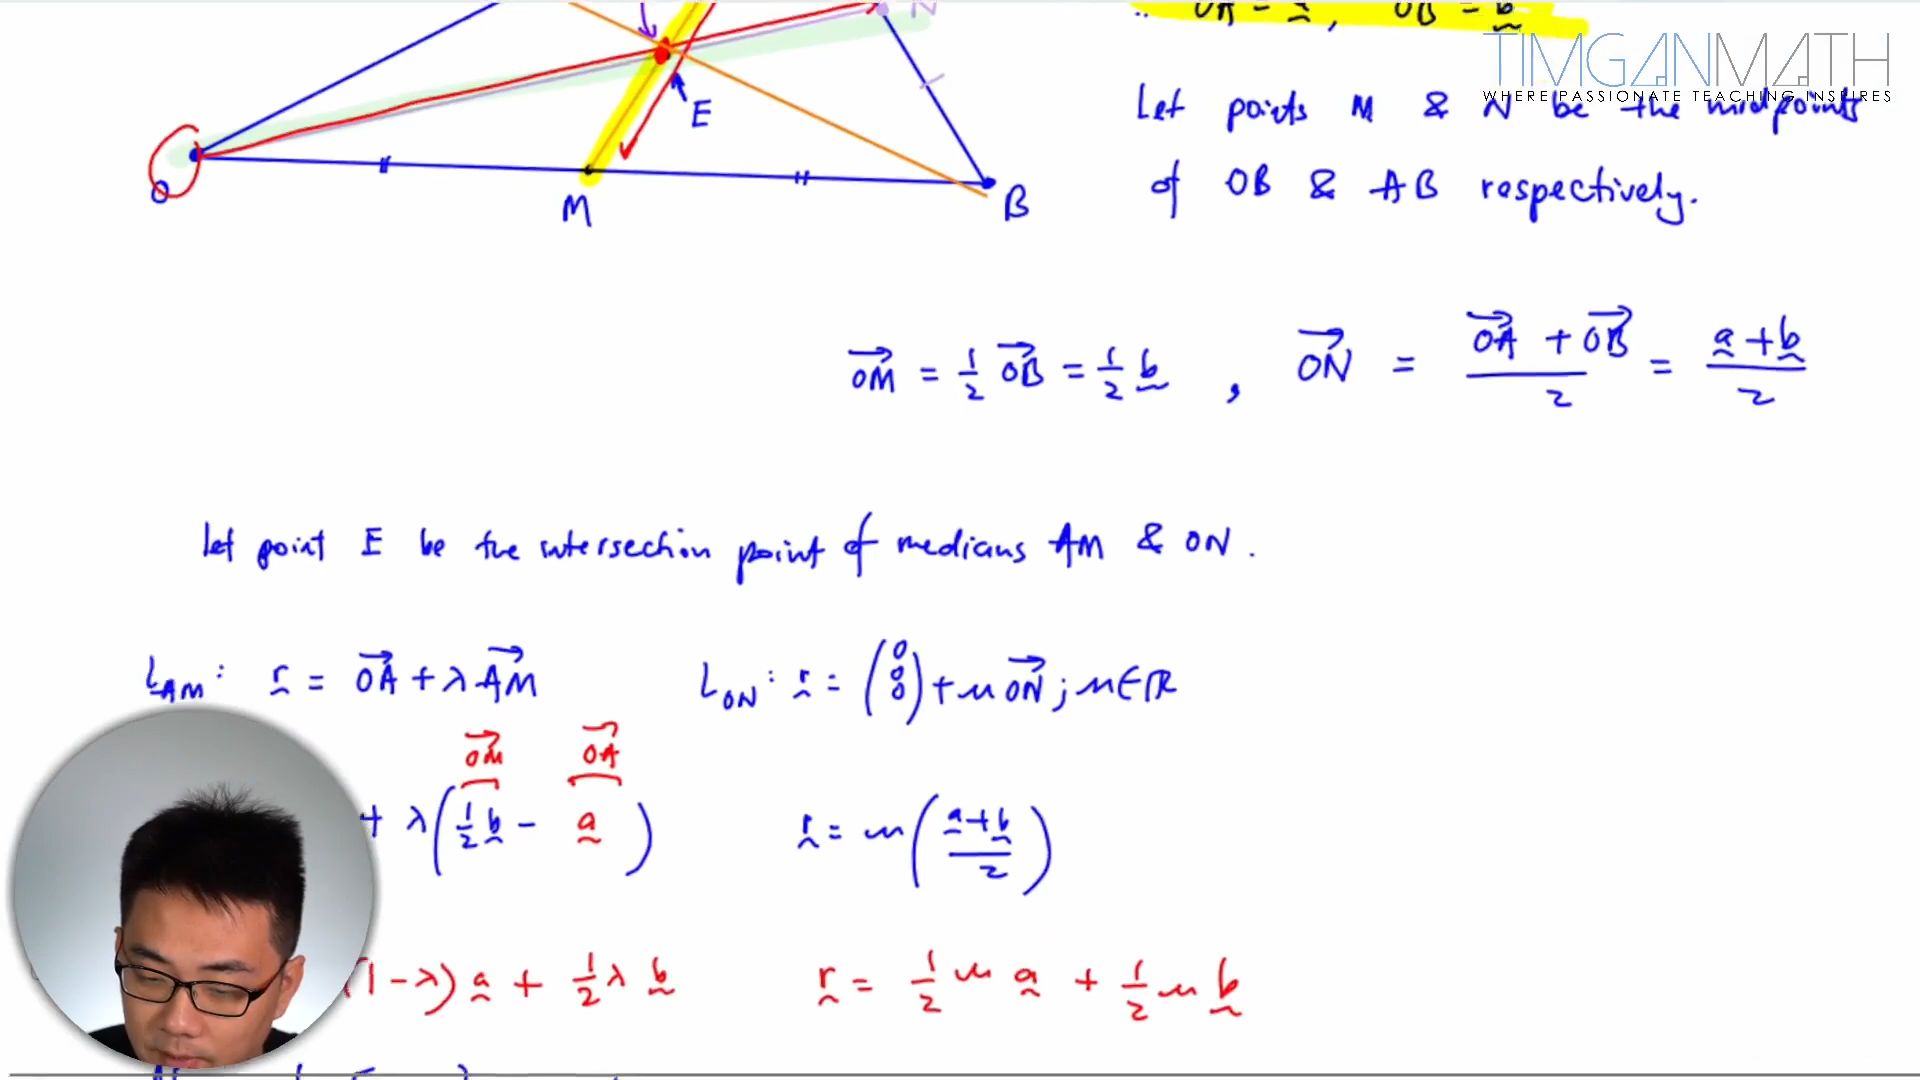 N
∴ OA = a, OB = b
TIMGANMATH
WHERE PASSIONATE TEACHING INSPIRES
E
Let points M & N be the midpoints
of OB & AB respectively.
O
M
B
OM = 1/2 OB = 1/2 b , ON = (OA + OB)/2 = (a + b)/2
let point E be the intersection point of medians AM & ON .
L_AM : r = OA + λ AM
L_ON : r = (0 0 0) + μ ON ; μ ∈ ℝ
OM OA
+ λ(1/2 b - a)
r = μ((a + b)/2)
(1 - λ) a + 1/2 λ b
r = 1/2 μ a + 1/2 μ b